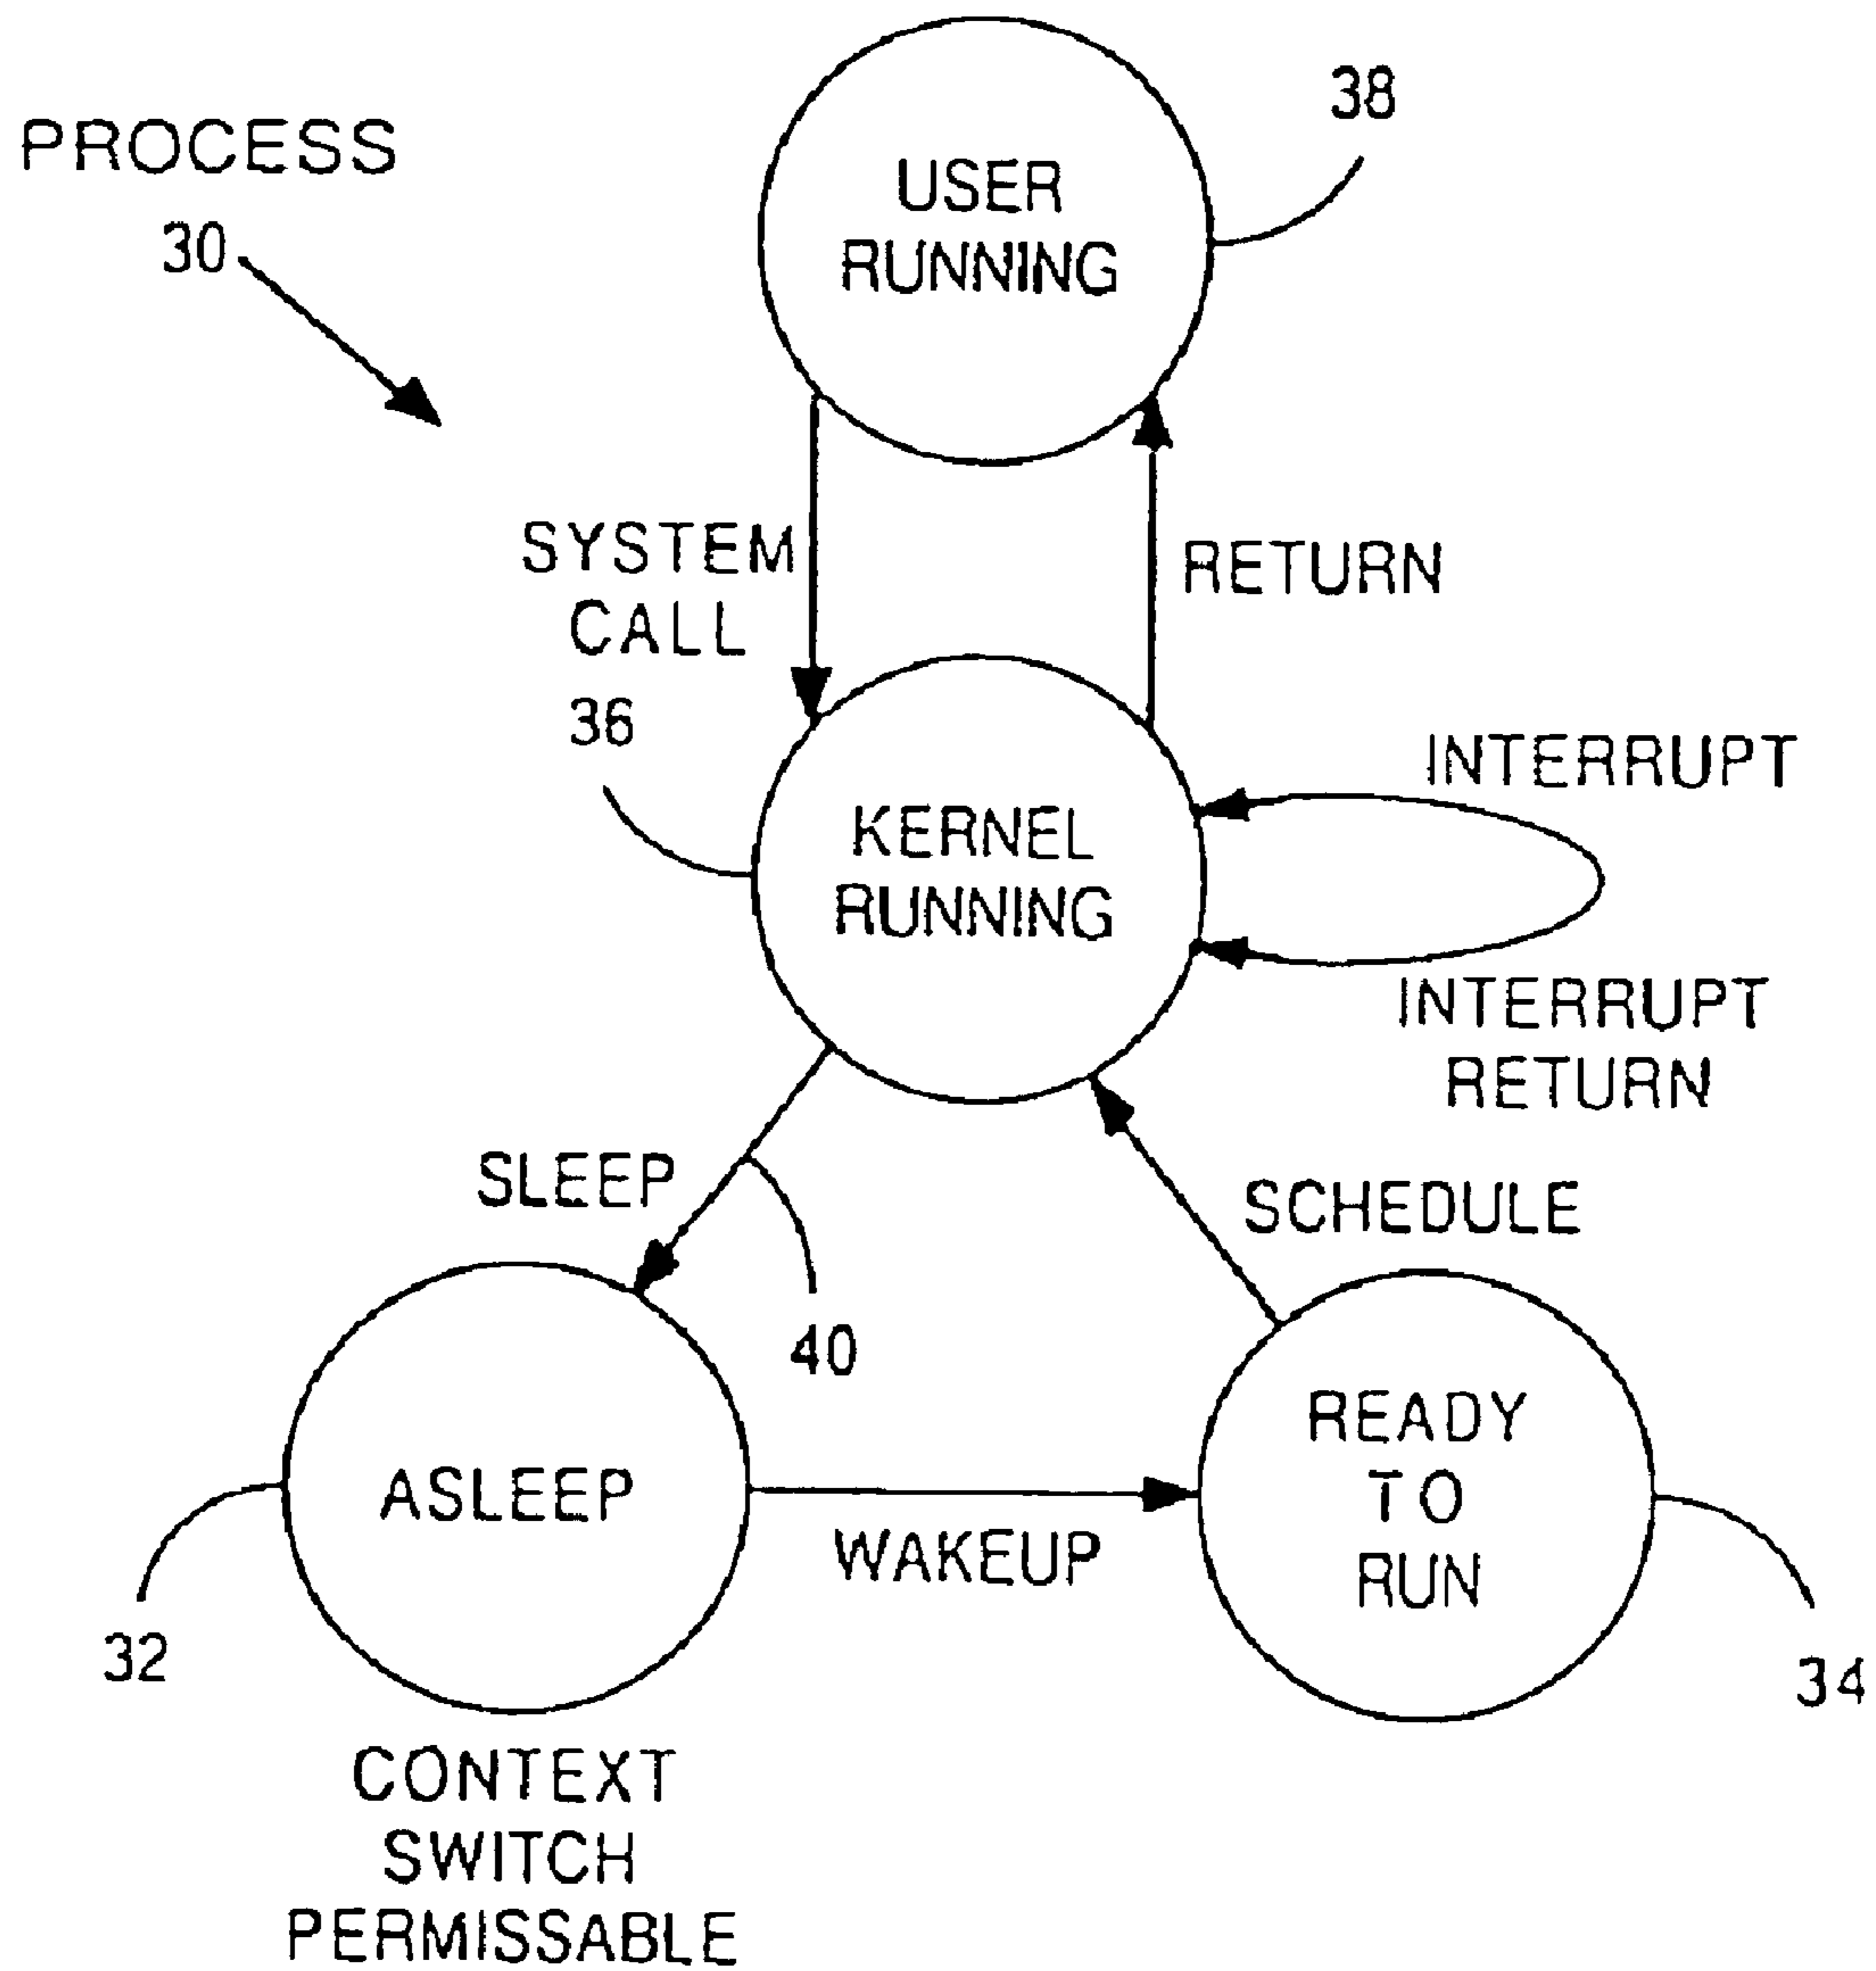 PROCESS
30
38
USER
RUNNING
SYSTEM
CALL
RETURN
36
KERNEL
RUNNING
INTERRUPT
INTERRUPT
RETURN
SLEEP
40
SCHEDULE
ASLEEP
WAKEUP
READY
TO
RUN
32
34
CONTEXT
SWITCH
PERMISSABLE